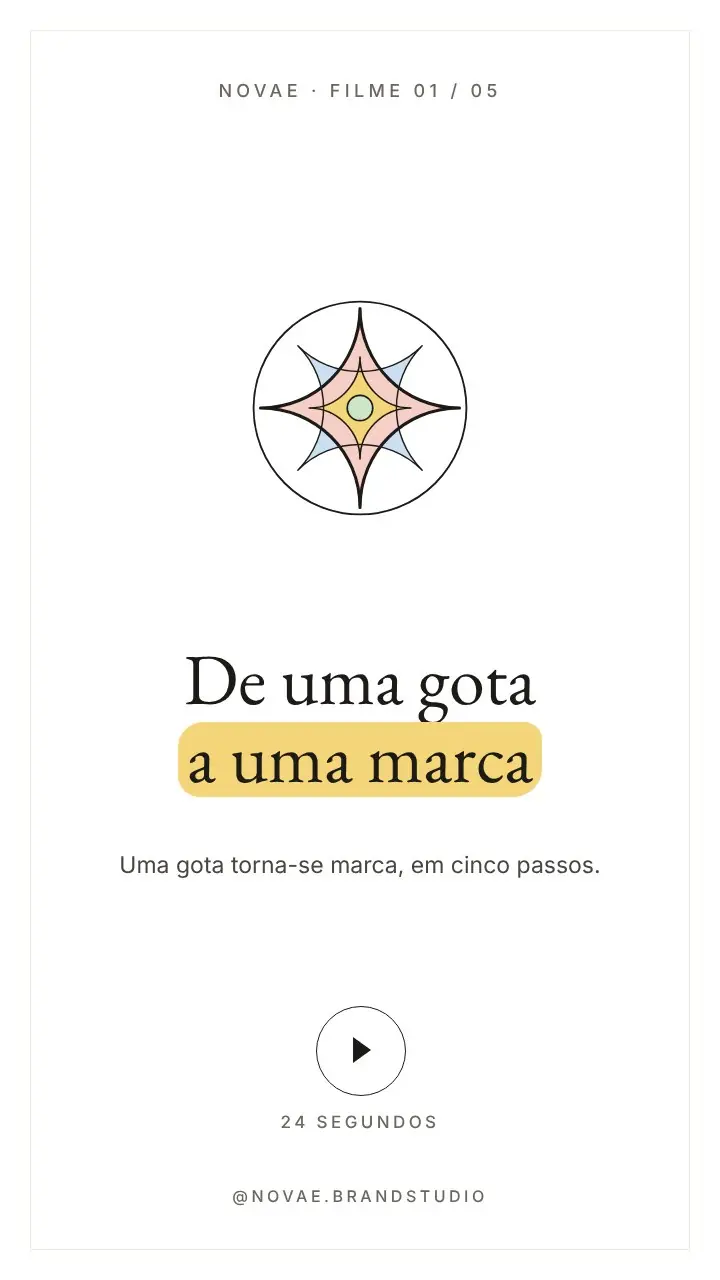 NOVAE · FILME 01 / 05
De uma gota
a uma marca
Uma gota torna-se marca, em cinco passos.
24 SEGUNDOS
@NOVAE.BRANDSTUDIO